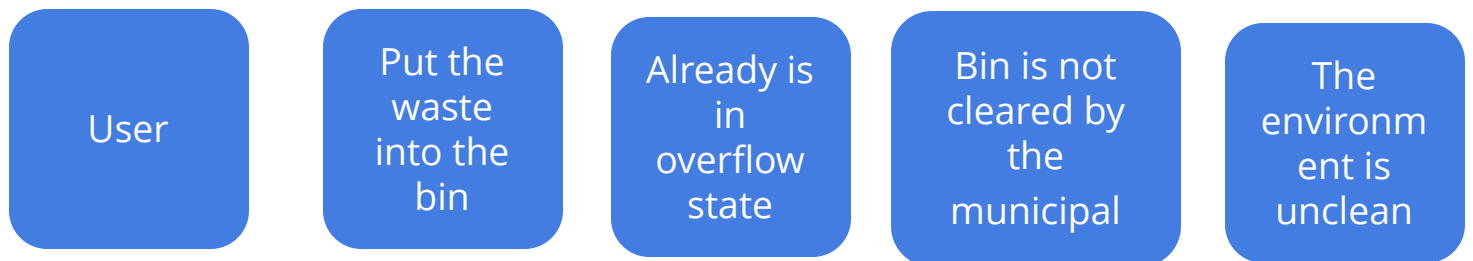 User
Put the
waste
into the
bin
Already is
in
overflow
state
Bin is not
cleared by
the
municipal
The
environm
ent is
unclean